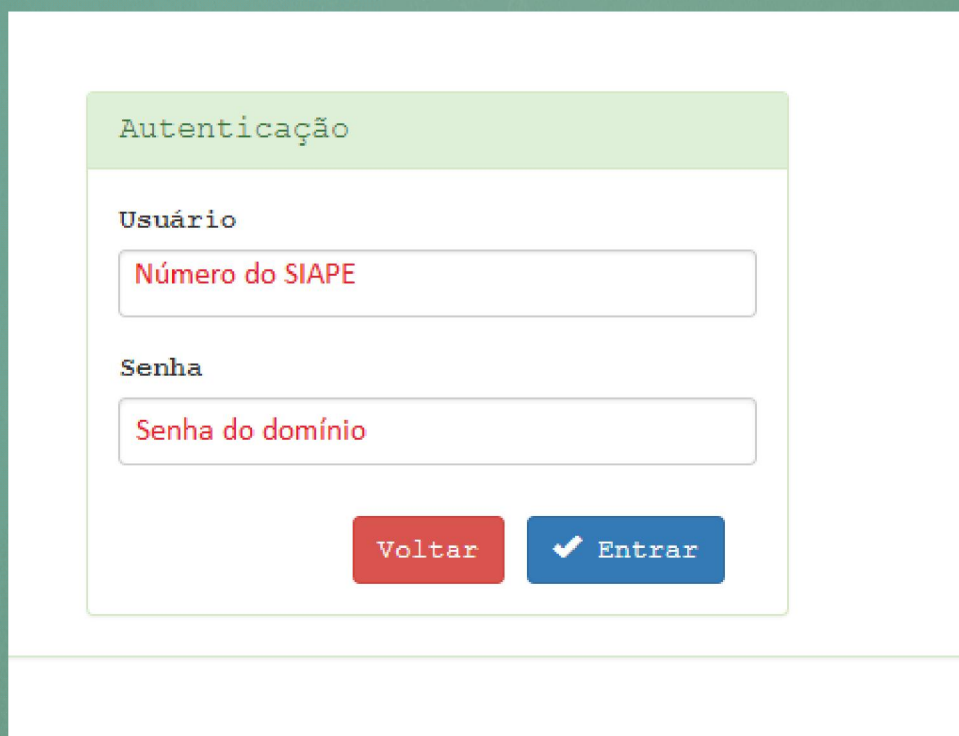 Autenticação
Usuário
Número do SIAPE
Senha
Senha do domínio
Voltar
Entrar